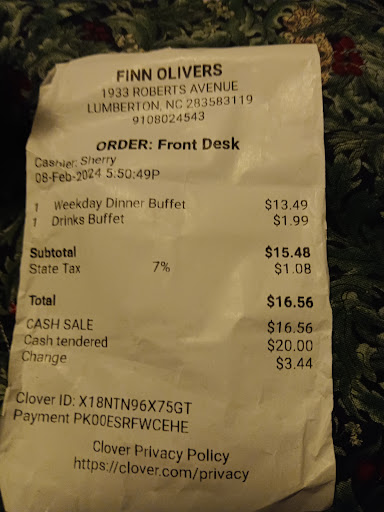 FINN OLIVERS
1933 ROBERTS AVENUE
LUMBERTON, NC 283583119
9108024543
ORDER: Front Desk
Cashier: Sherry
08-Feb-2024 5:50:49P
1 Weekday Dinner Buffet $13.49
1 Drinks Buffet $1.99
Subtotal $15.48
State Tax 7% $1.08
Total $16.56
CASH SALE $16.56
Cash tendered $20.00
Change $3.44
Clover ID: X18NTN96X75GT
Payment PK00ESRFWCEHE
Clover Privacy Policy
https://clover.com/privacy